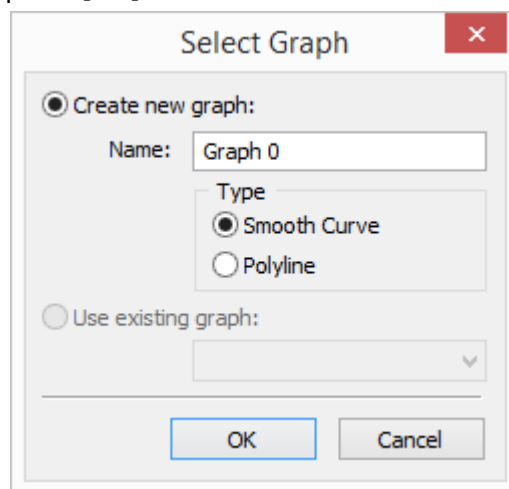 Select Graph
Create new graph:
Name: Graph 0
Type
Smooth Curve
Polyline
Use existing graph:
OK Cancel